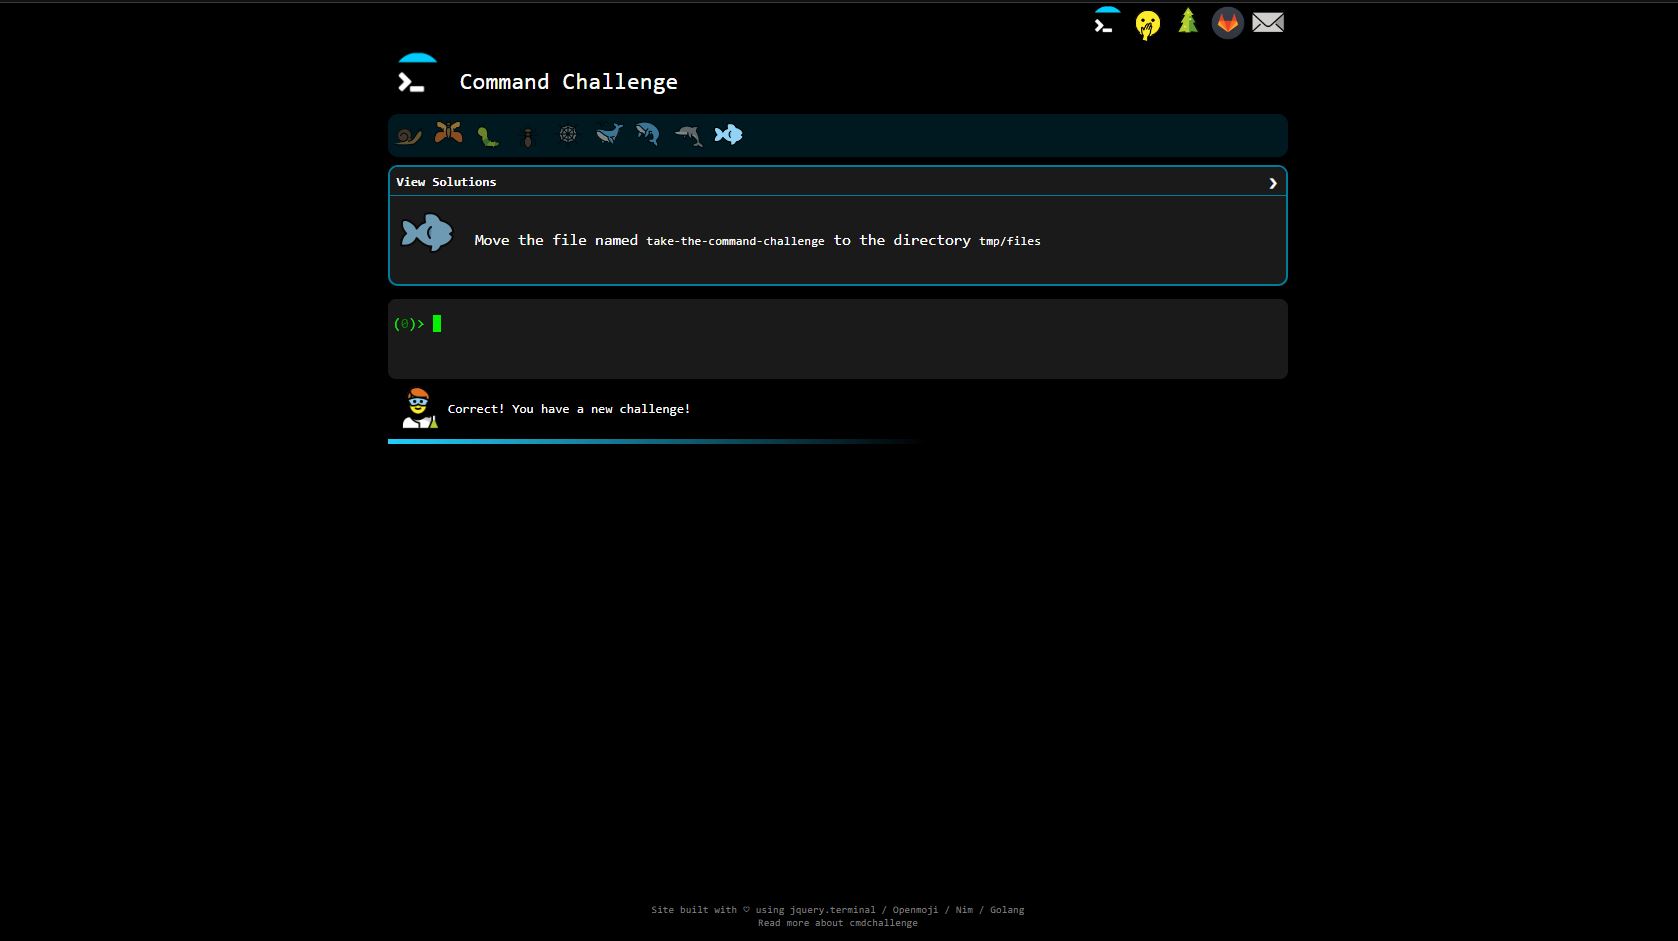 Command Challenge
View Solutions
Move the file named take-the-command-challenge to the directory tmp/files
(0)>
Correct! You have a new challenge!
Site built with ♡ using jquery.terminal / Openmoji / Nim / Golang
Read more about cmdchallenge